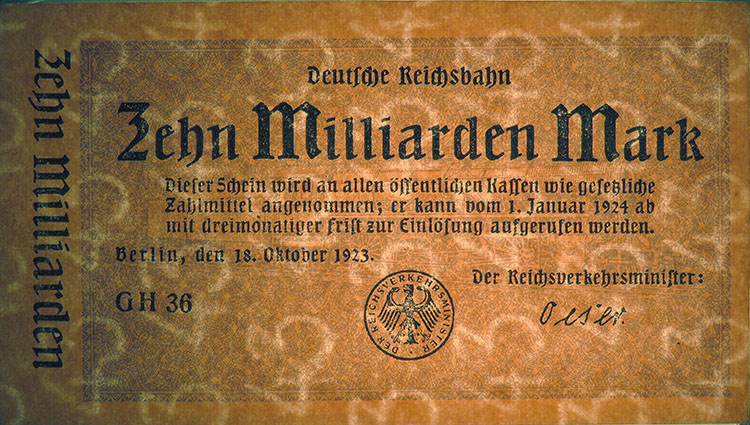 Deutsche Reichsbahn
Zehn Milliarden Mark
Dieser Schein wird an allen öffentlichen Kassen wie gesetzliche
Zahlmittel angenommen; er kann vom 1. Januar 1924 ab
mit dreimonatiger Frist zur Einlösung aufgerufen werden.
Berlin, den 18. Oktober 1923.
Der Reichsverkehrsminister:
GH 36
DER REICHSVERKEHRSMINISTER
Oeser.
Zehn Milliarden